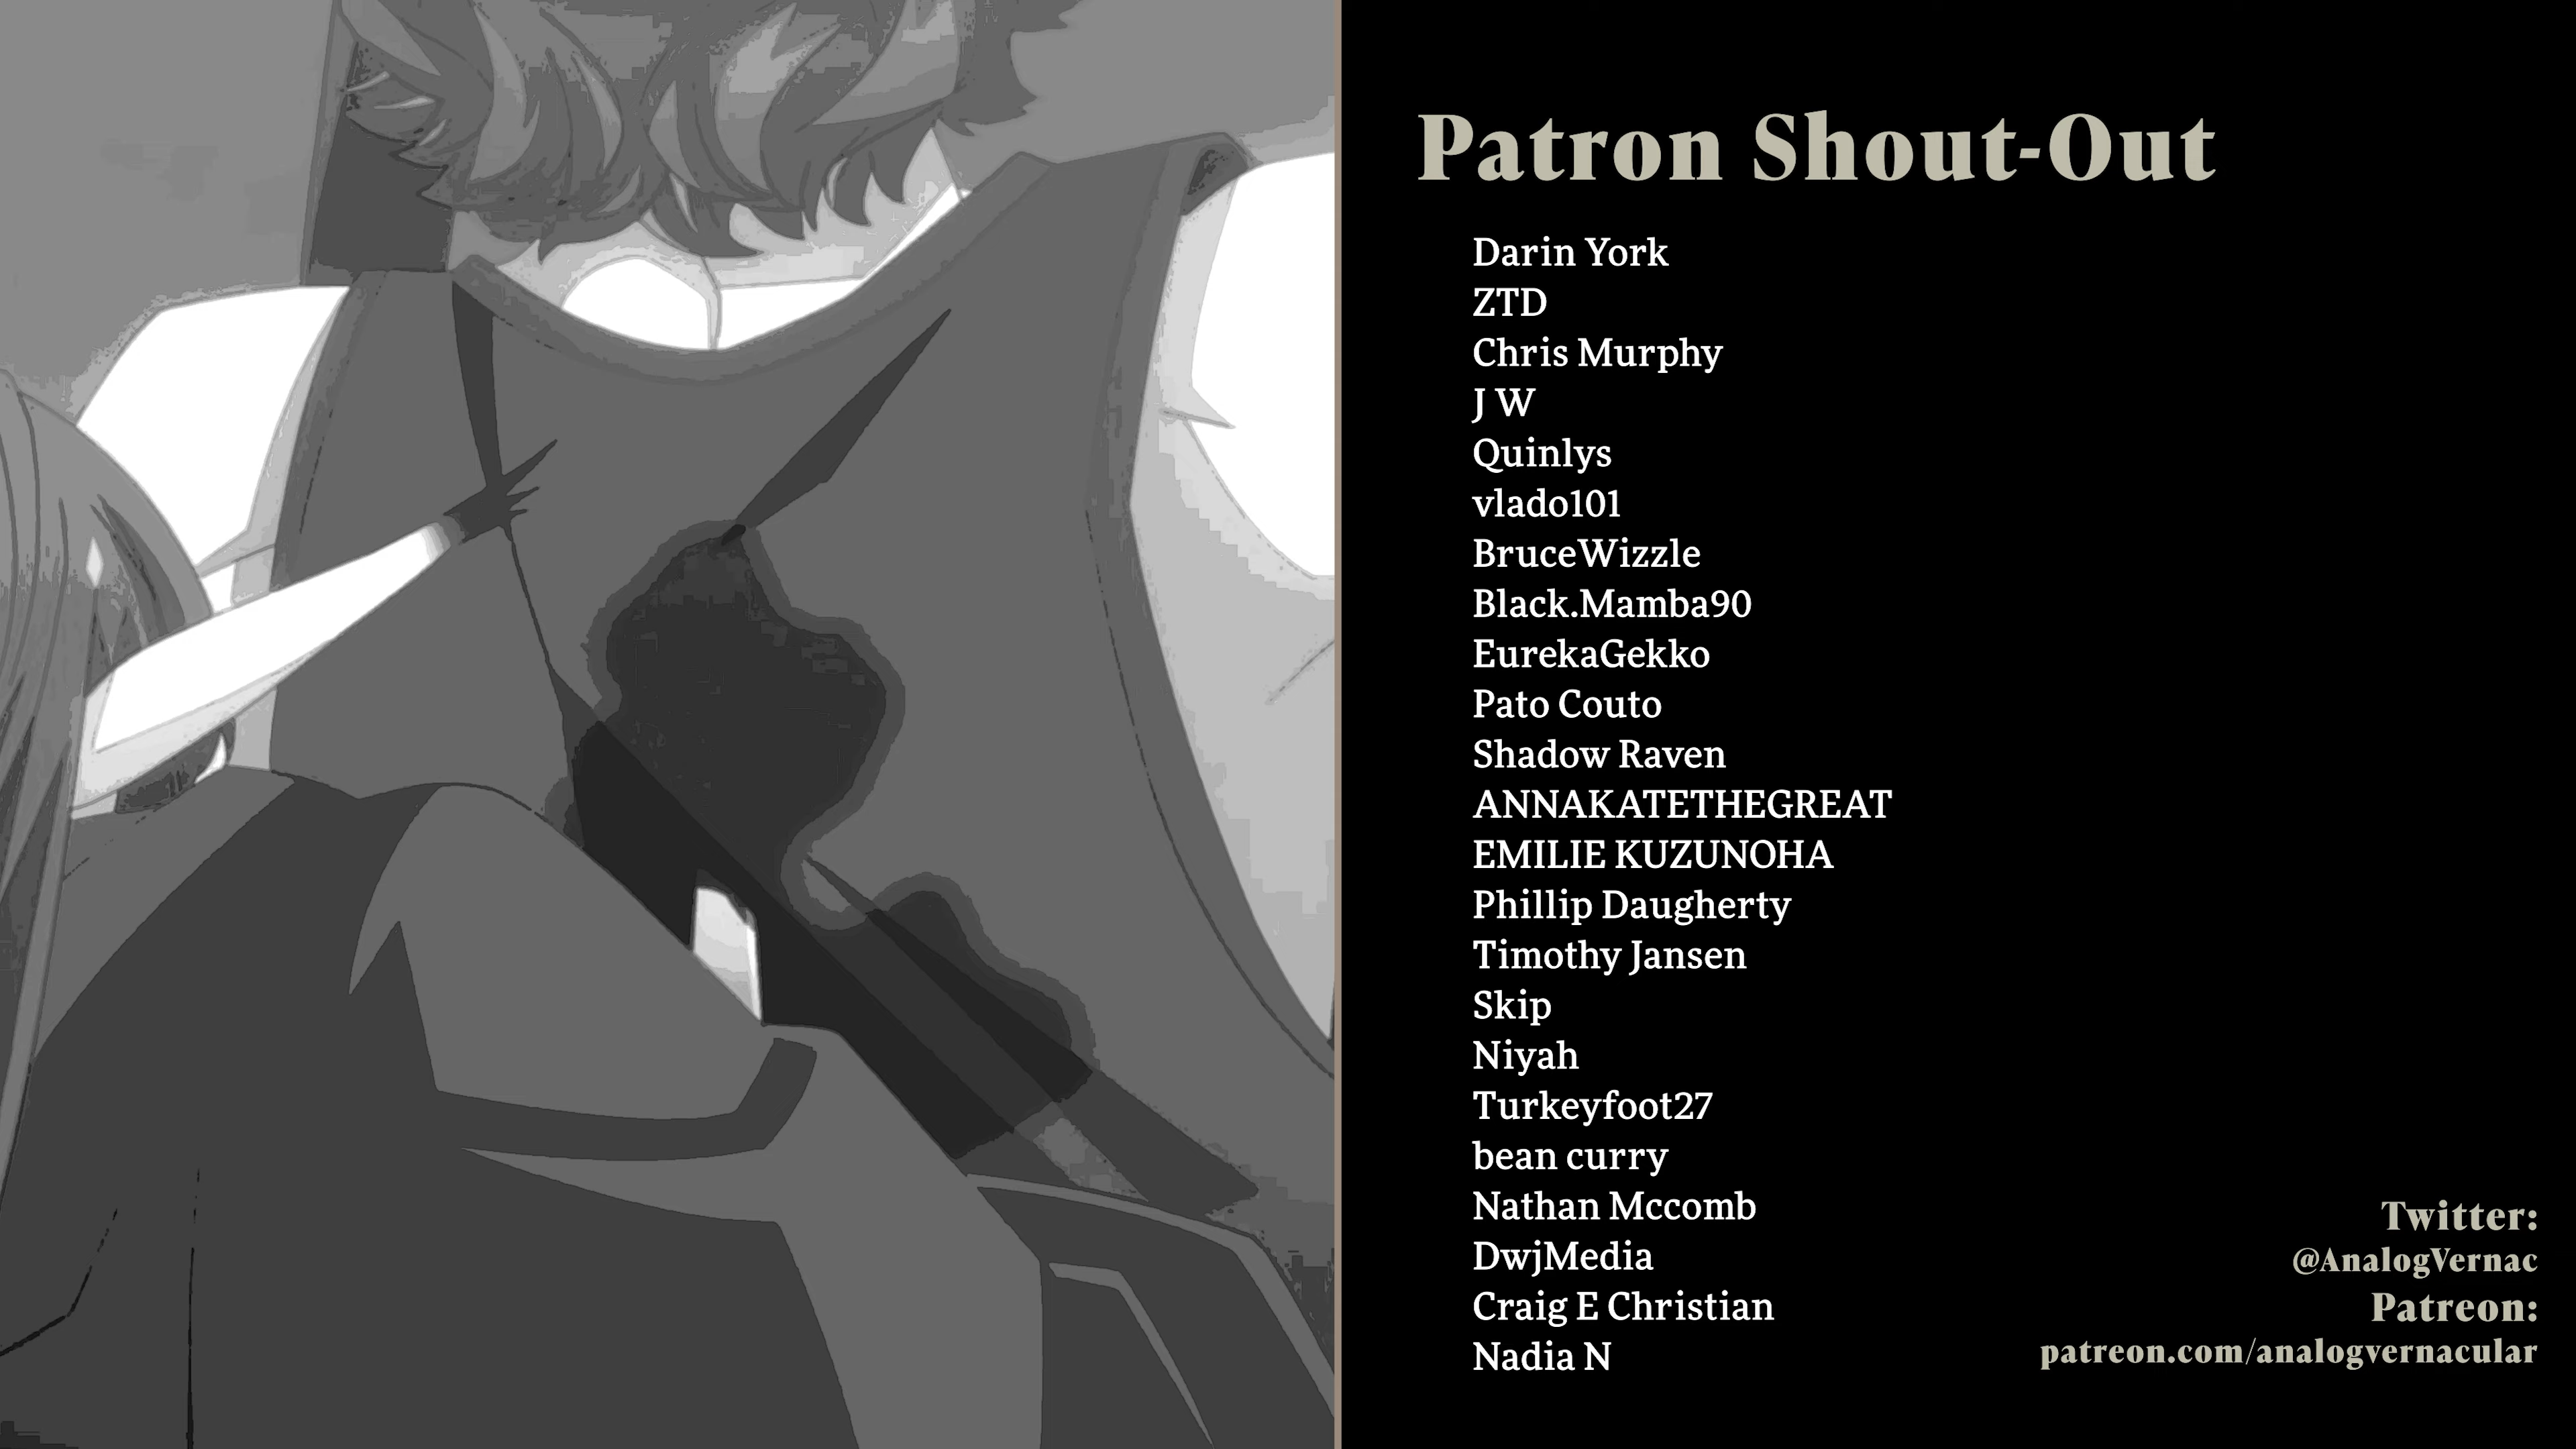 Patron Shout-Out
Darin York
ZTD
Chris Murphy
J W
Quinlys
vlado101
BruceWizzle
Black.Mamba90
EurekaGekko
Pato Couto
Shadow Raven
ANNAKATETHEGREAT
EMILIE KUZUNOHA
Phillip Daugherty
Timothy Jansen
Skip
Niyah
Turkeyfoot27
bean curry
Nathan Mccomb
DwjMedia
Craig E Christian
Nadia N
Twitter:
@AnalogVernac
Patreon:
patreon.com/analogvernacular